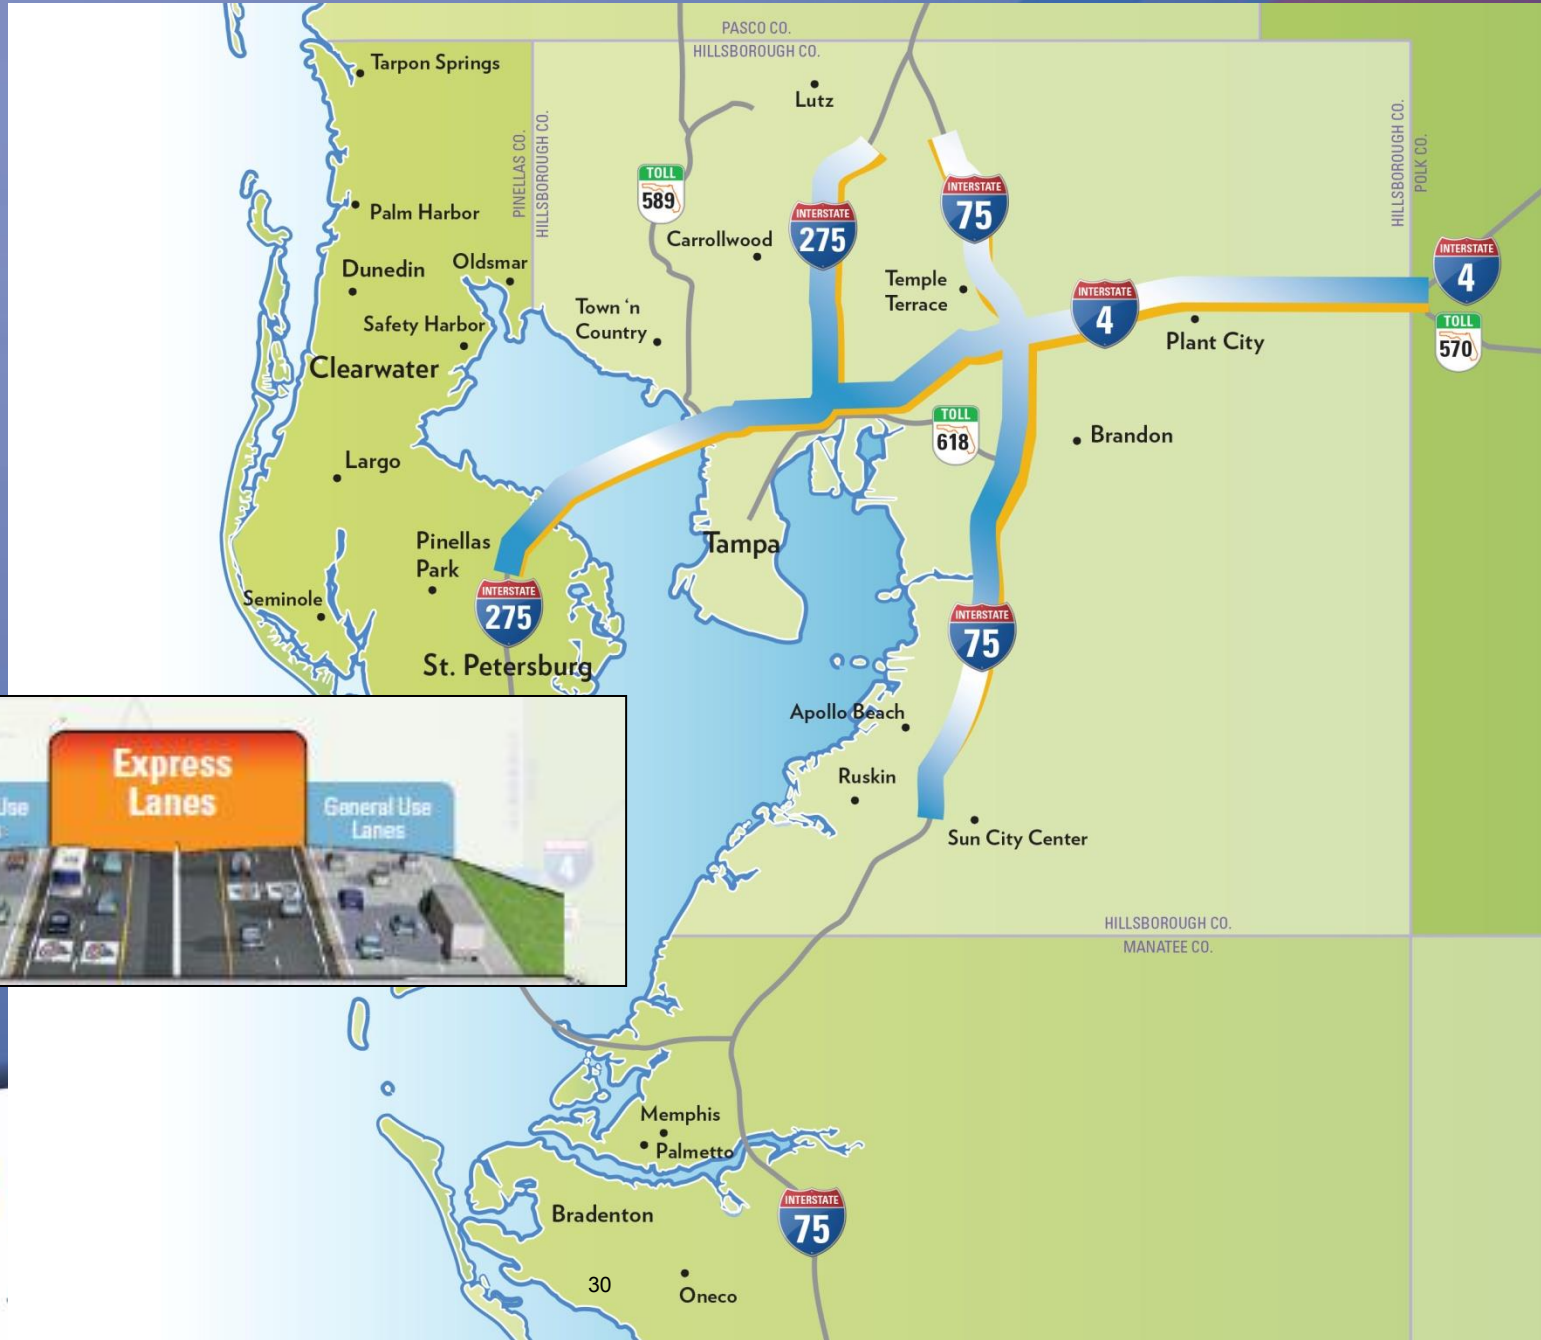 PASCO CO.
HILLSBOROUGH CO.
Tarpon Springs
Lutz
PINELLAS CO.
HILLSBOROUGH CO.
HILLSBOROUGH CO.
POLK CO.
TOLL
589
INTERSTATE
75
Palm Harbor
INTERSTATE
275
Carrollwood
Dunedin
Oldsmar
Temple
Terrace
INTERSTATE
4
INTERSTATE
4
Town 'n
Country
Safety Harbor
Plant City
TOLL
570
Clearwater
TOLL
618
Brandon
Largo
Pinellas
Park
Tampa
Seminole
INTERSTATE
275
INTERSTATE
75
St. Petersburg
Apollo Beach
Ruskin
Sun City Center
Express
Lanes
Use
General Use
Lanes
4
HILLSBOROUGH CO.
MANATEE CO.
Memphis
Palmetto
Bradenton
INTERSTATE
75
30
Oneco